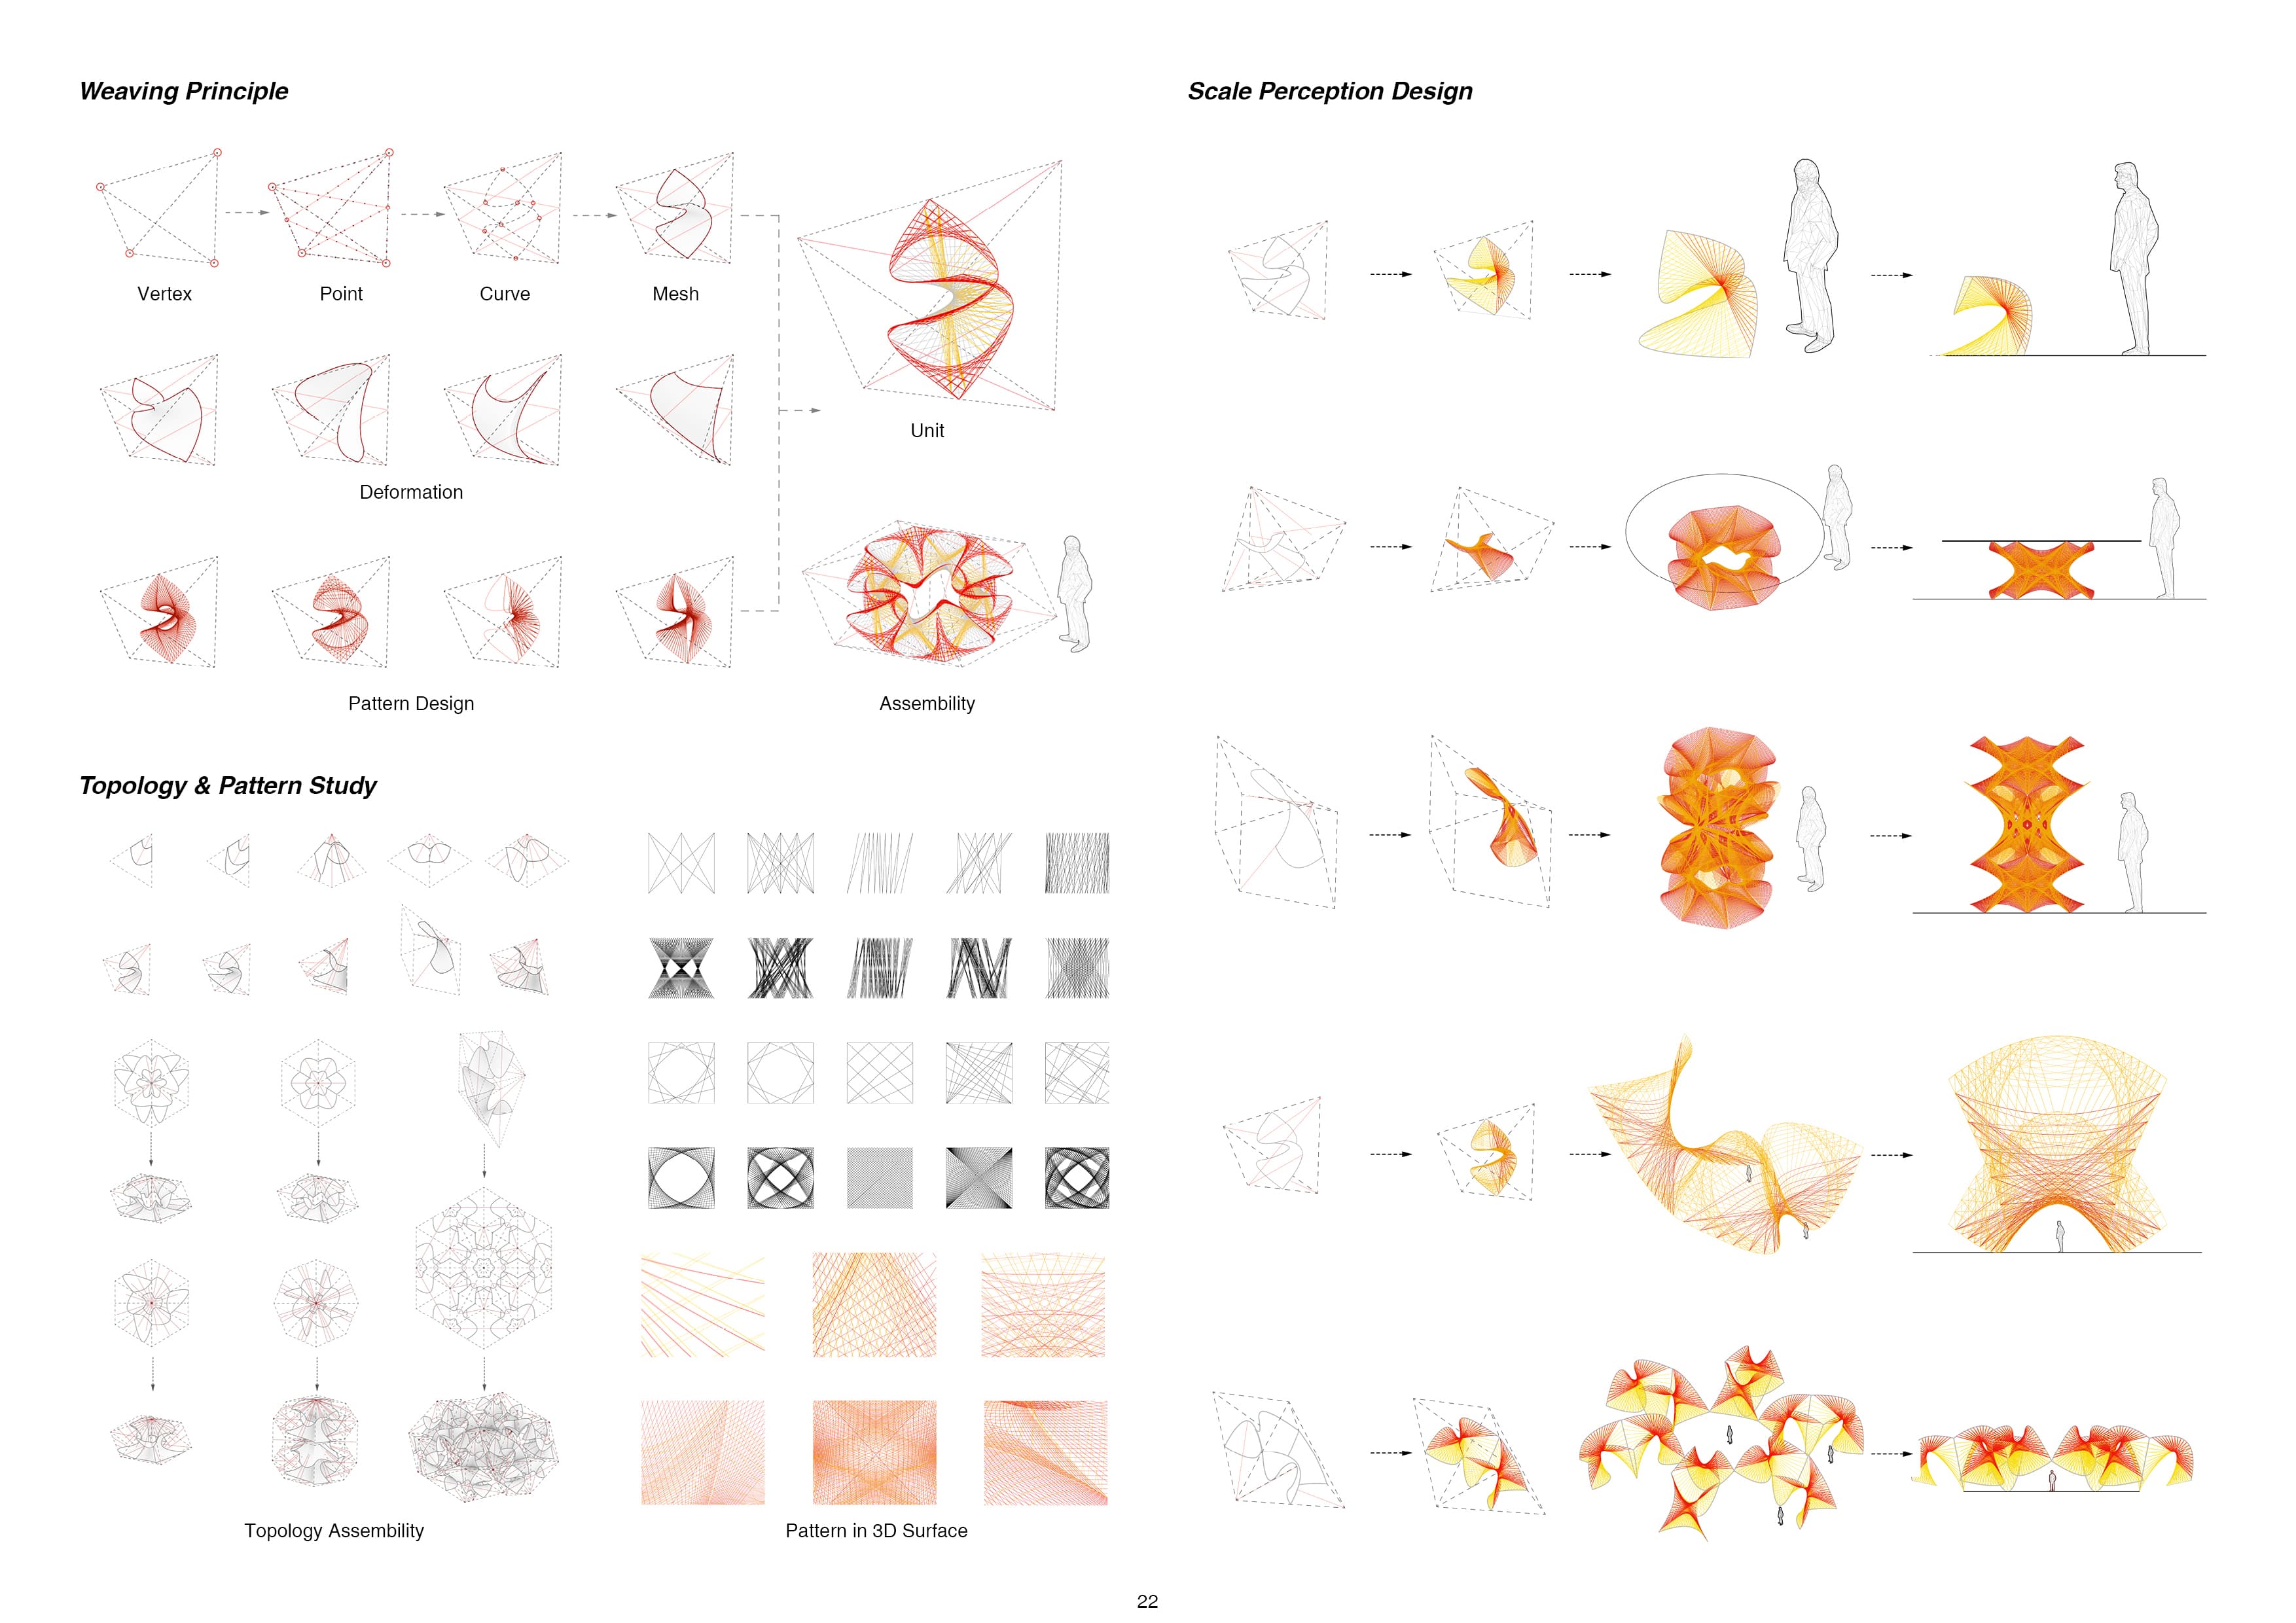 Weaving Principle
Vertex
Point
Curve
Mesh
Unit
Deformation
Pattern Design
Assembility
Topology & Pattern Study
Topology Assembility
Pattern in 3D Surface
Scale Perception Design
22